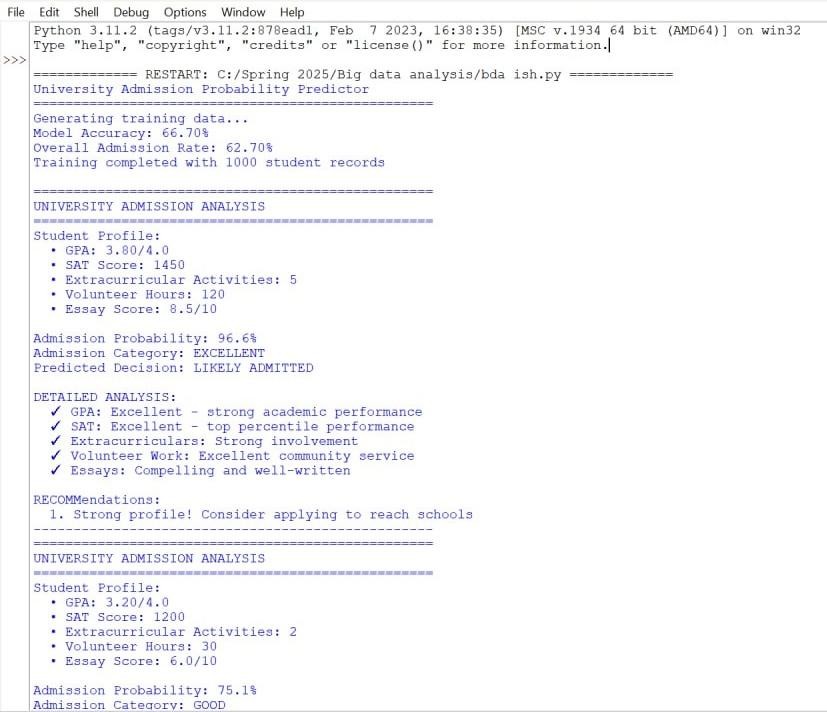 File Edit Shell Debug Options Window Help
Python 3.11.2 (tags/v3.11.2:878ead1, Feb  7 2023, 16:38:35) [MSC v.1934 64 bit (AMD64)] on win32
Type "help", "copyright", "credits" or "license()" for more information.
>>>
============= RESTART: C:/Spring 2025/Big data analysis/bda ish.py =============
University Admission Probability Predictor
==================================================
Generating training data...
Model Accuracy: 66.70%
Overall Admission Rate: 62.70%
Training completed with 1000 student records
==================================================
UNIVERSITY ADMISSION ANALYSIS
==================================================
Student Profile:
• GPA: 3.80/4.0
• SAT Score: 1450
• Extracurricular Activities: 5
• Volunteer Hours: 120
• Essay Score: 8.5/10
Admission Probability: 96.6%
Admission Category: EXCELLENT
Predicted Decision: LIKELY ADMITTED
DETAILED ANALYSIS:
✓ GPA: Excellent - strong academic performance
✓ SAT: Excellent - top percentile performance
✓ Extracurriculars: Strong involvement
✓ Volunteer Work: Excellent community service
✓ Essays: Compelling and well-written
RECOMMendations:
1. Strong profile! Consider applying to reach schools
--------------------------------------------------
==================================================
UNIVERSITY ADMISSION ANALYSIS
==================================================
Student Profile:
• GPA: 3.20/4.0
• SAT Score: 1200
• Extracurricular Activities: 2
• Volunteer Hours: 30
• Essay Score: 6.0/10
Admission Probability: 75.1%
Admission Category: GOOD